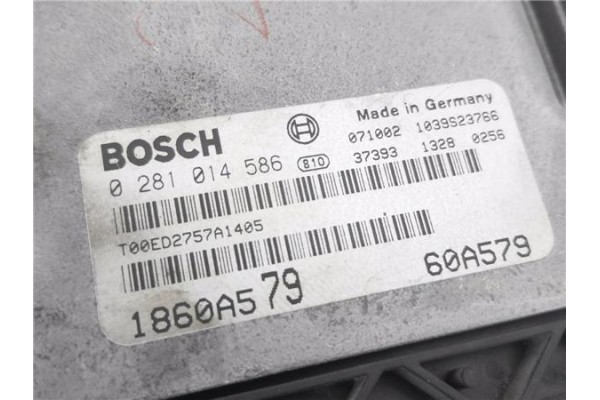 BOSCH
Made in Germany
071002 1039S23766
0 281 014 586 810 37393 1328 0256
T00ED2757A1405
1860A579 60A579